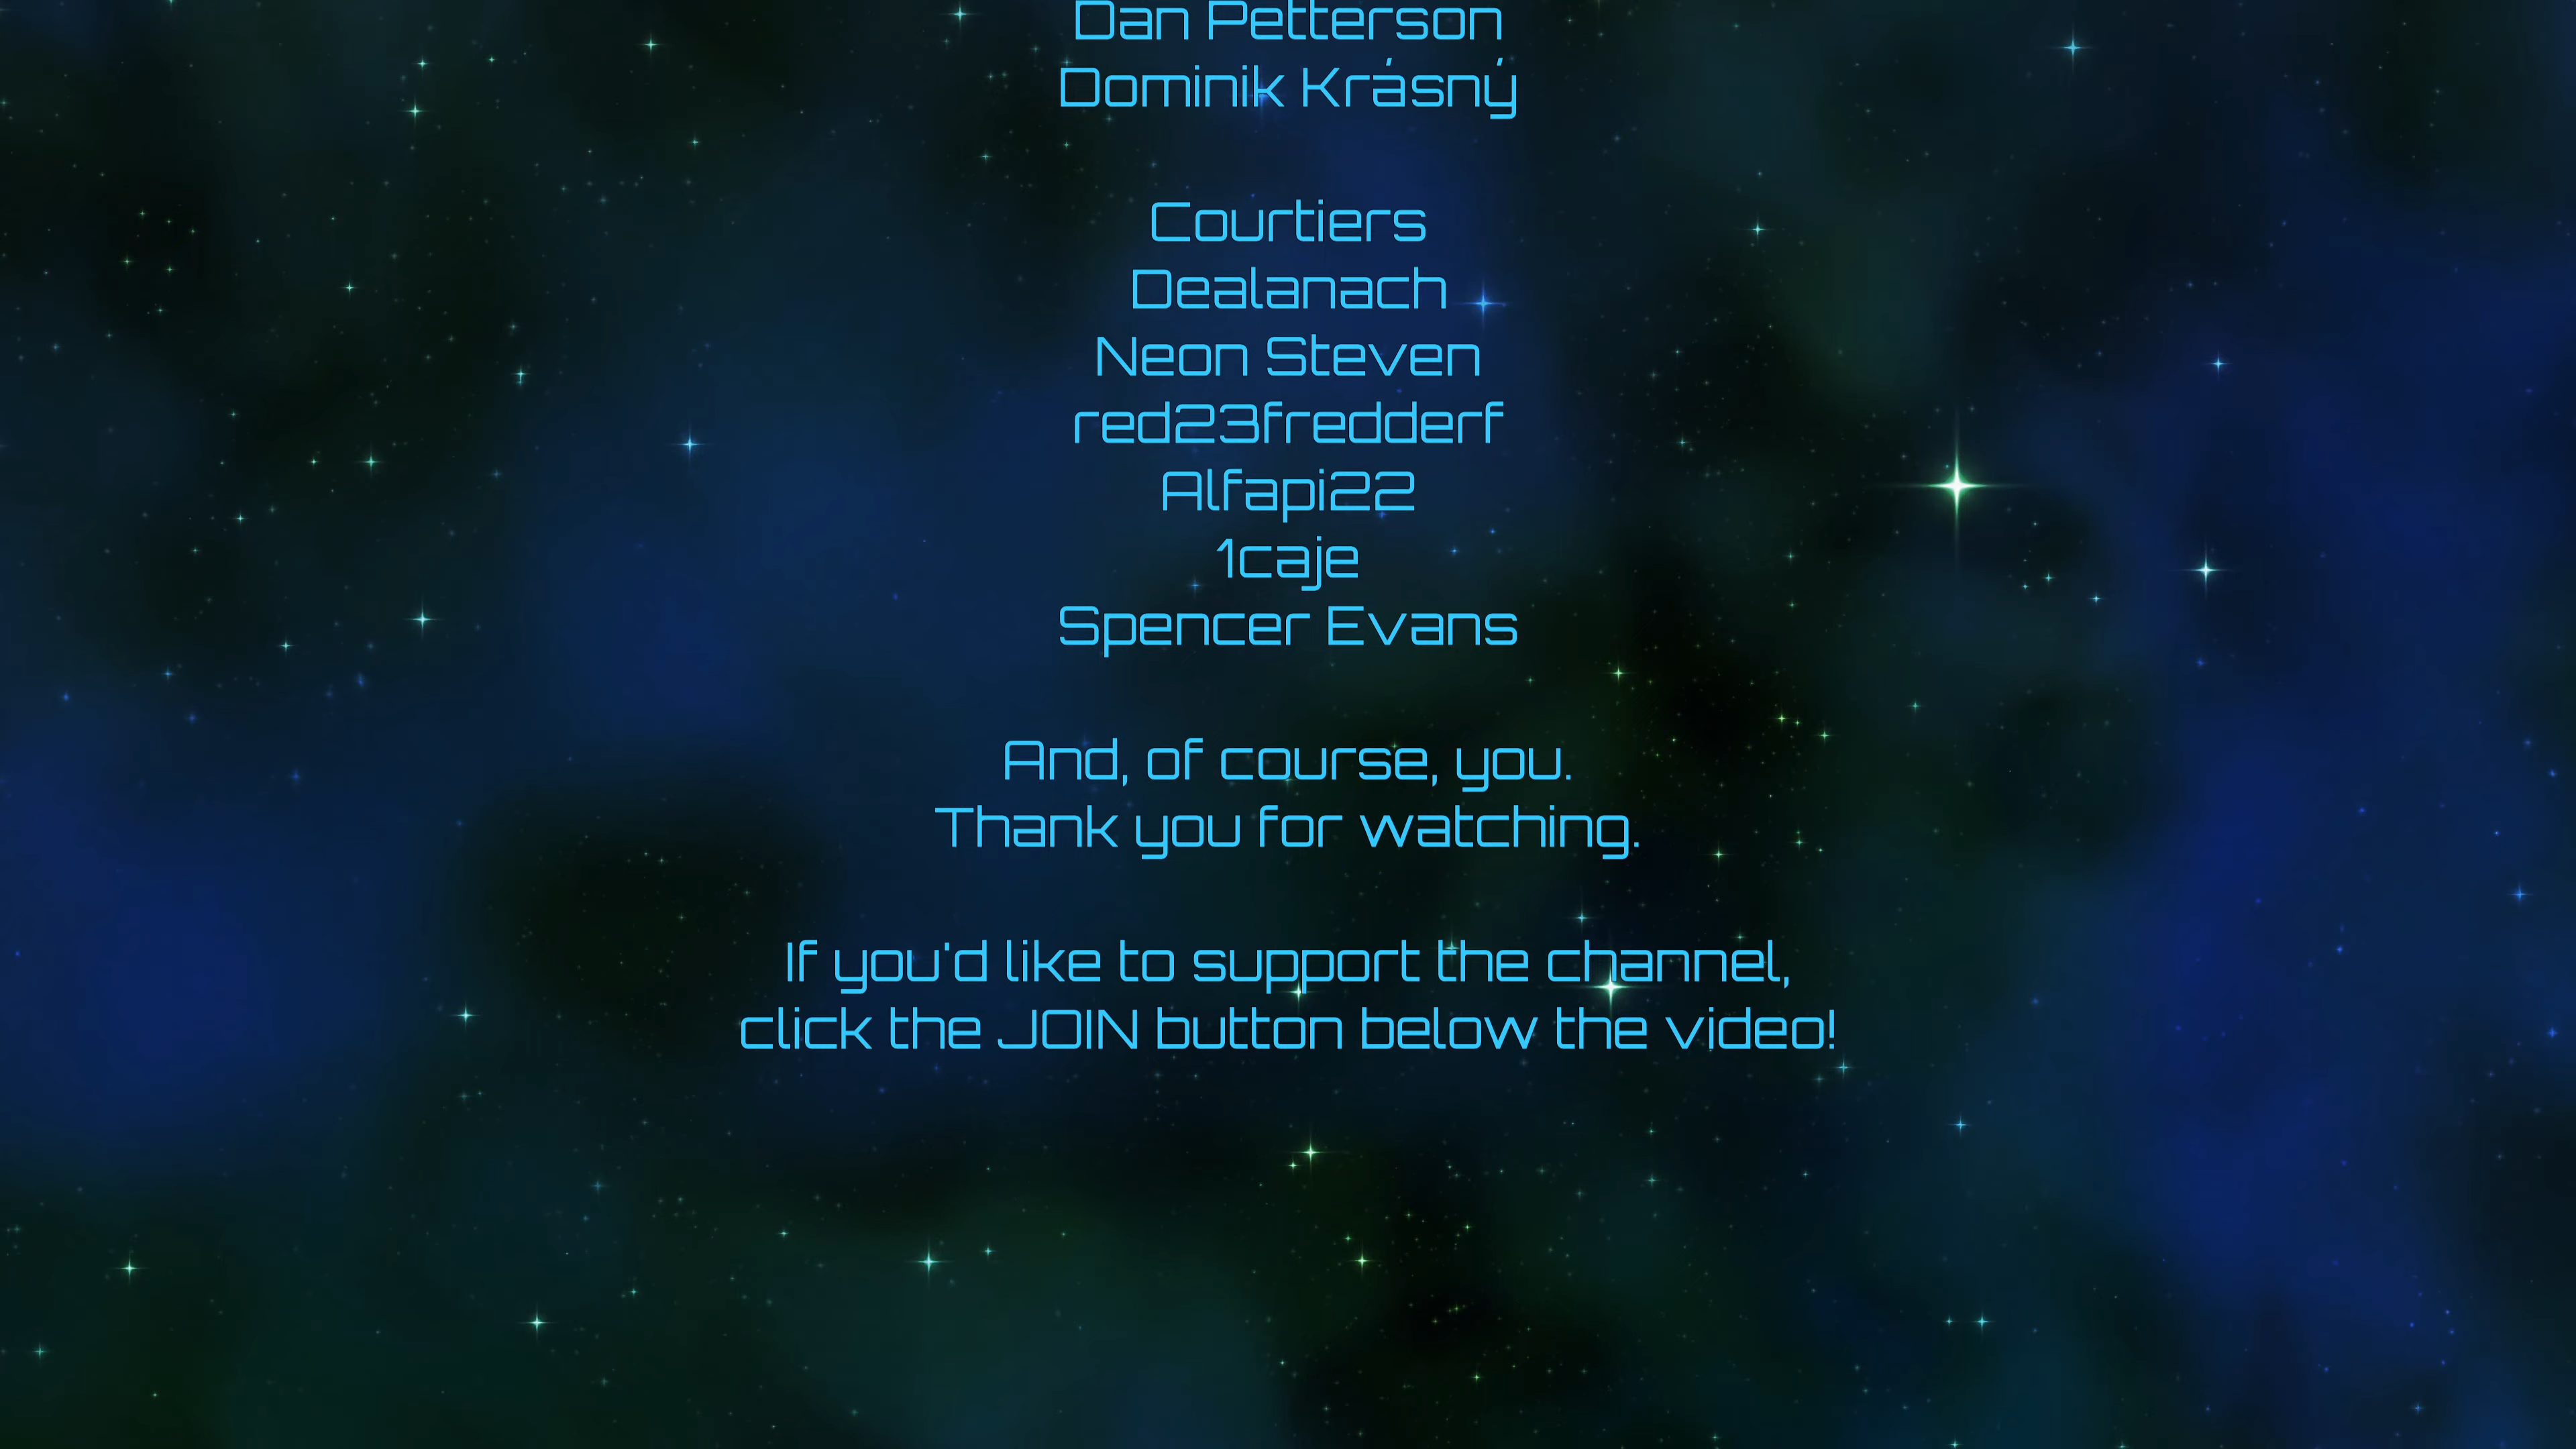 Dan Petterson
Dominik Krásný
Courtiers
Dealanach
Neon Steven
red23fredderf
Alfapi22
1caje
Spencer Evans
And, of course, you.
Thank you for watching.
If you'd like to support the channel,
click the JOIN button below the video!